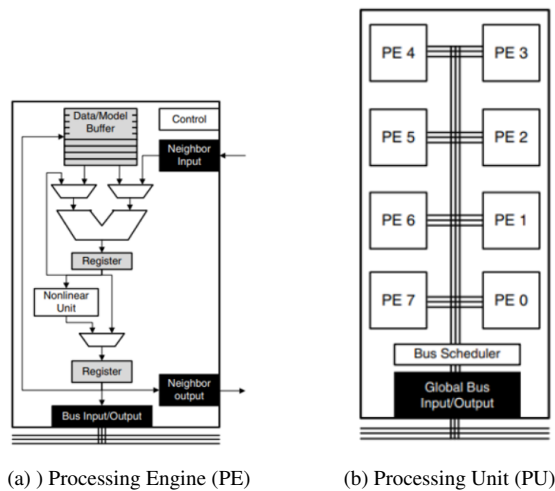 Data/Model
Buffer
Control
Neighbor
Input
Register
Nonlinear
Unit
Register
Neighbor
output
Bus Input/Output
(a) ) Processing Engine (PE)
PE 4
PE 3
PE 5
PE 2
PE 6
PE 1
PE 7
PE 0
Bus Scheduler
Global Bus
Input/Output
(b) Processing Unit (PU)